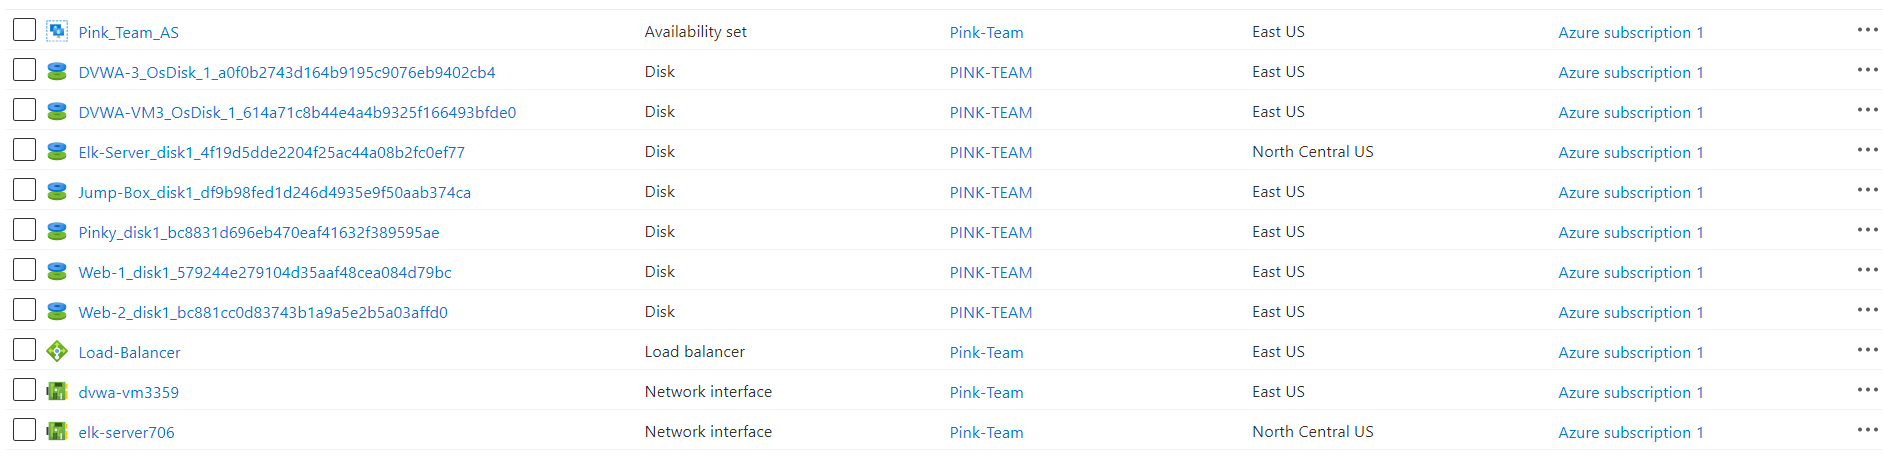 Pink_Team_AS Availability set Pink-Team East US Azure subscription 1 ...
DVWA-3_OsDisk_1_a0f0b2743d164b9195c9076eb9402cb4 Disk PINK-TEAM East US Azure subscription 1 ...
DVWA-VM3_OsDisk_1_614a71c8b44e4a4b9325f166493bfde0 Disk PINK-TEAM East US Azure subscription 1 ...
Elk-Server_disk1_4f19d5dde2204f25ac44a08b2fc0ef77 Disk PINK-TEAM North Central US Azure subscription 1 ...
Jump-Box_disk1_df9b98fed1d246d4935e9f50aab374ca Disk PINK-TEAM East US Azure subscription 1 ...
Pinky_disk1_bc8831d696eb470eaf41632f389595ae Disk PINK-TEAM East US Azure subscription 1 ...
Web-1_disk1_579244e279104d35aaf48cea084d79bc Disk PINK-TEAM East US Azure subscription 1 ...
Web-2_disk1_bc881cc0d83743b1a9a5e2b5a03affd0 Disk PINK-TEAM East US Azure subscription 1 ...
Load-Balancer Load balancer Pink-Team East US Azure subscription 1 ...
dvwa-vm3359 Network interface Pink-Team East US Azure subscription 1 ...
elk-server706 Network interface Pink-Team North Central US Azure subscription 1 ...